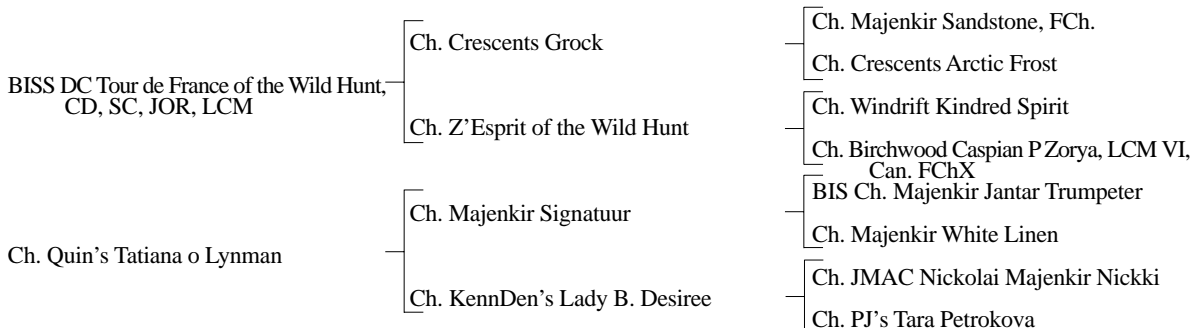 BISS DC Tour de France of the Wild Hunt,
CD, SC, JOR, LCM
Ch. Quin's Tatiana o Lynman
Ch. Crescents Grock
Ch. Z'Esprit of the Wild Hunt
Ch. Majenkir Signatuur
Ch. KennDen's Lady B. Desiree
Ch. Majenkir Sandstone, FCh.
Ch. Crescents Arctic Frost
Ch. Windrift Kindred Spirit
Ch. Birchwood Caspian P Zorya, LCM VI,
Can. FChX
BIS Ch. Majenkir Jantar Trumpeter
Ch. Majenkir White Linen
Ch. JMAC Nickolai Majenkir Nickki
Ch. PJ's Tara Petrokova